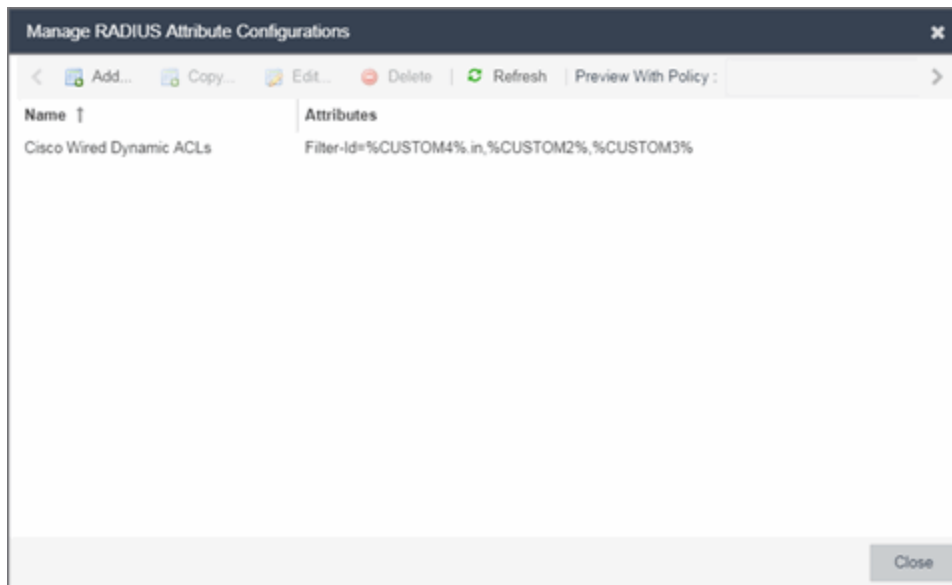 Manage RADIUS Attribute Configurations
Add... Copy... Edit... Delete Refresh Preview With Policy :
Name ↑ Attributes
Cisco Wired Dynamic ACLs Filter-Id=%CUSTOM4%.in,%CUSTOM2%,%CUSTOM3%
Close